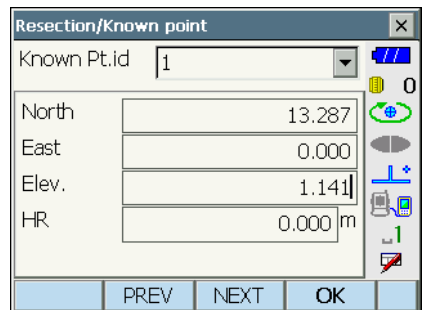 Resection/Known point
Known Pt.id 1
0
North 13.287
East 0.000
Elev. 1.141
HR 0.000 m
1
PREV NEXT OK